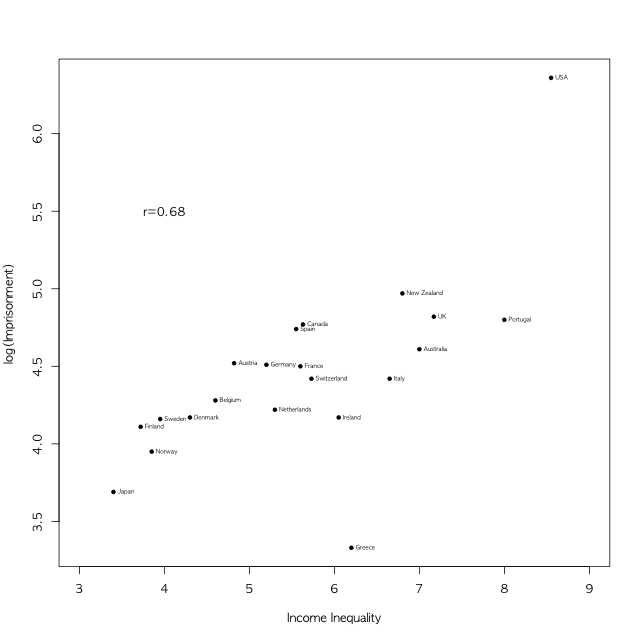 USA
6.0
r=0.68
5.5
New Zealand
5.0
UK
Portugal
Canada
Spain
Australia
log(Imprisonment)
Austria
Germany
France
4.5
Switzerland
Italy
Belgium
Netherlands
Sweden
Denmark
Ireland
Finland
4.0
Norway
Japan
3.5
Greece
3 4 5 6 7 8 9
Income Inequality